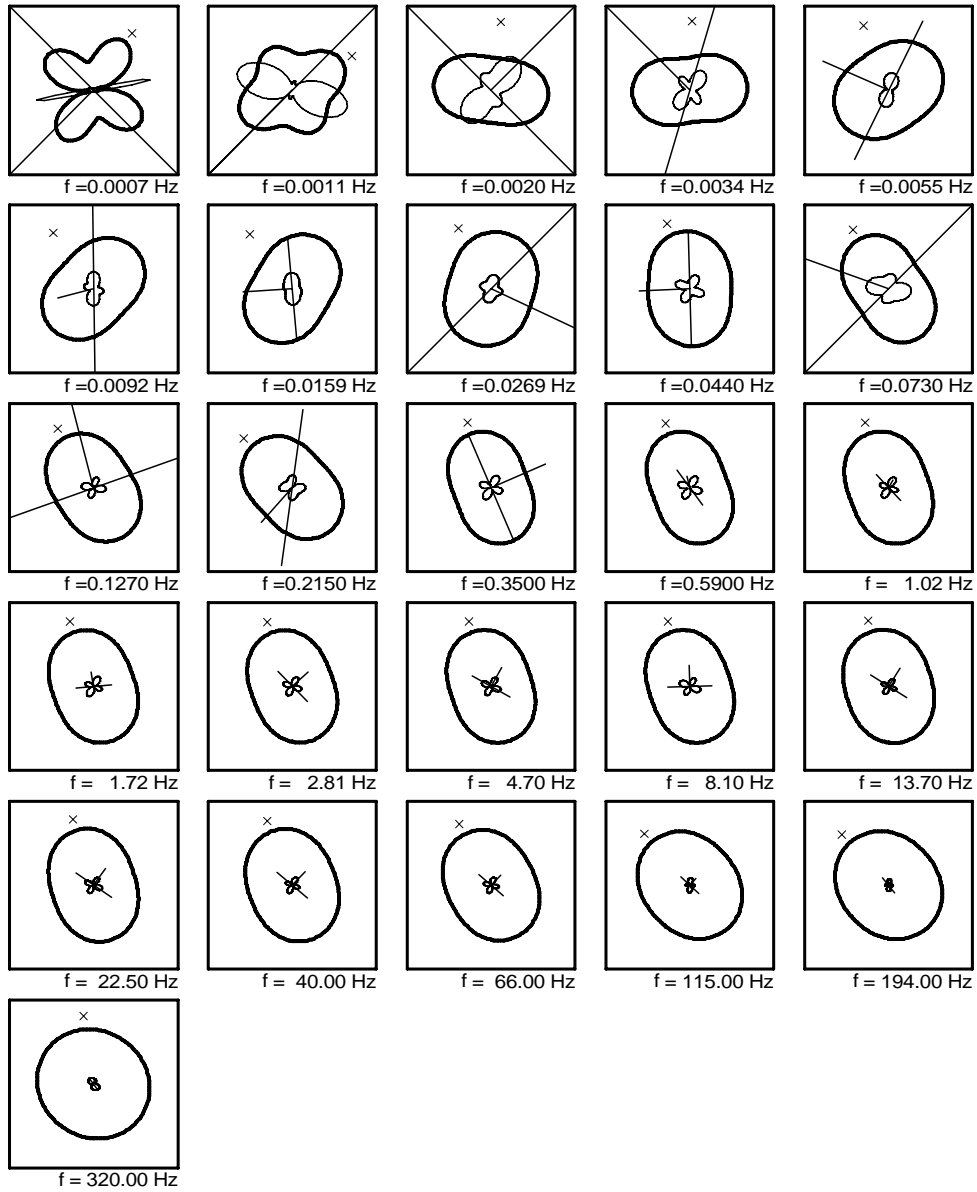 f =0.0007 Hz
f =0.0011 Hz
f =0.0020 Hz
f =0.0034 Hz
f =0.0055 Hz
f =0.0092 Hz
f =0.0159 Hz
f =0.0269 Hz
f =0.0440 Hz
f =0.0730 Hz
f =0.1270 Hz
f =0.2150 Hz
f =0.3500 Hz
f =0.5900 Hz
f = 1.02 Hz
f = 1.72 Hz
f = 2.81 Hz
f = 4.70 Hz
f = 8.10 Hz
f = 13.70 Hz
f = 22.50 Hz
f = 40.00 Hz
f = 66.00 Hz
f = 115.00 Hz
f = 194.00 Hz
f = 320.00 Hz